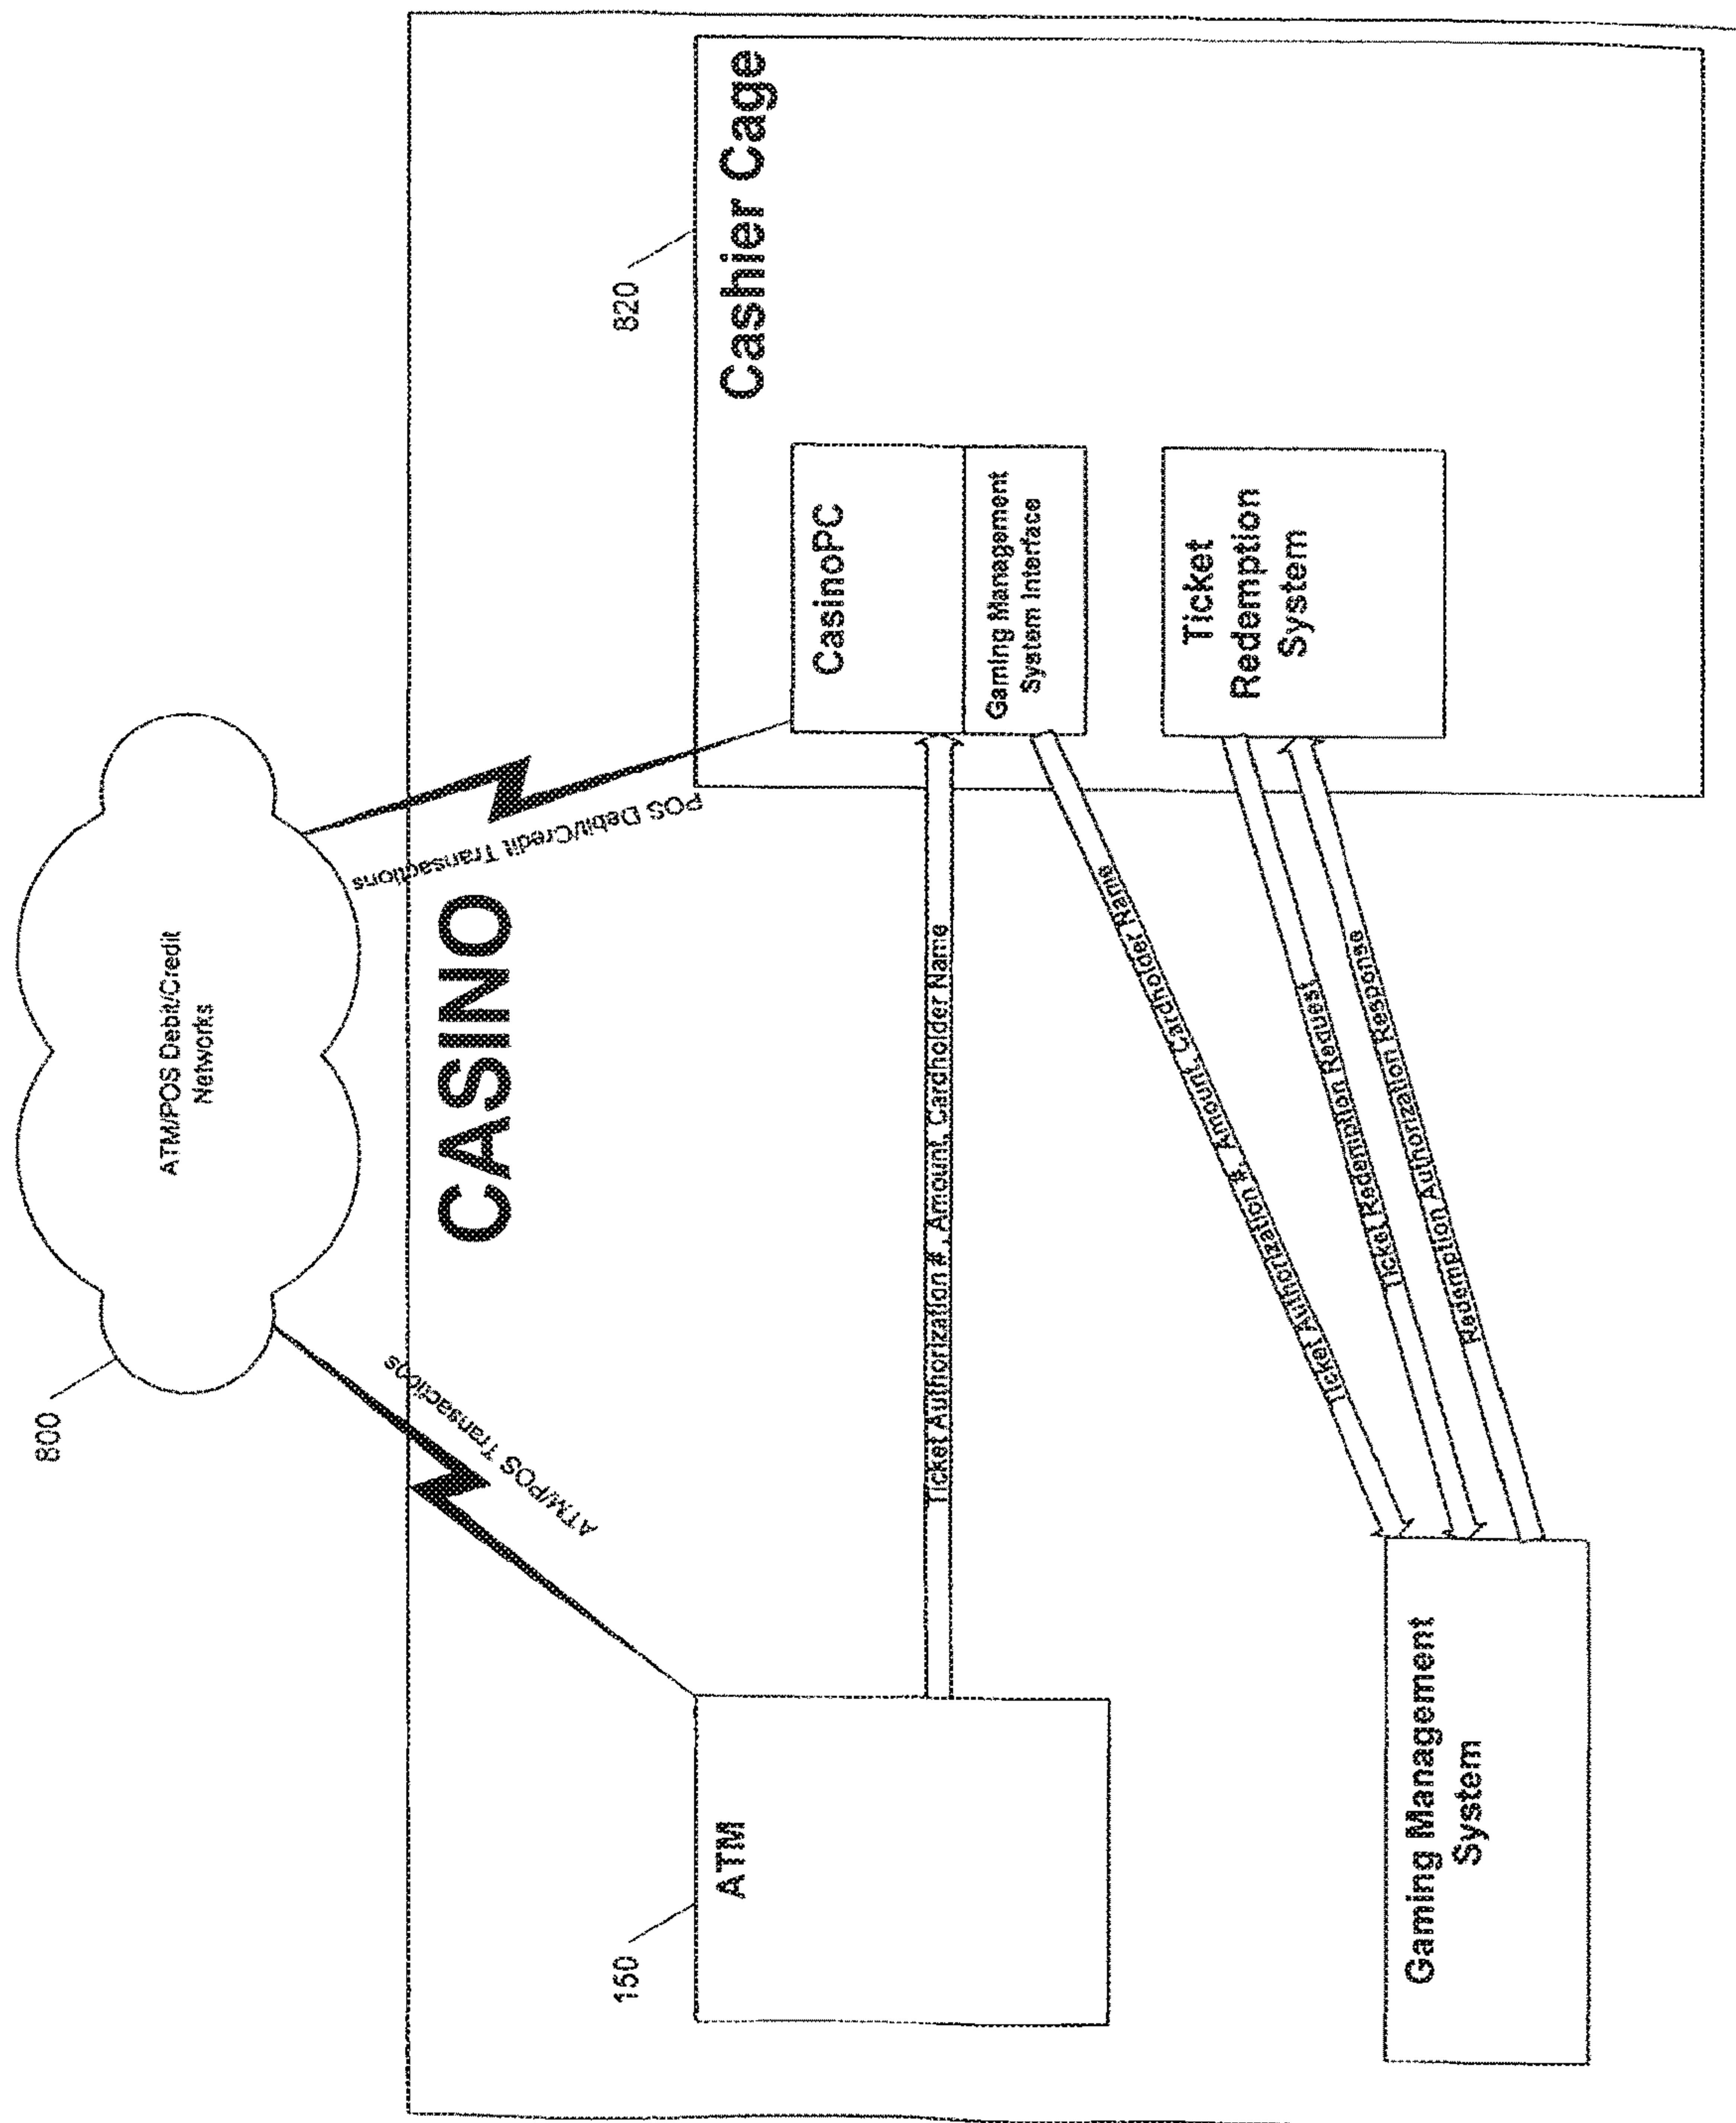 800
ATM/POS Debit/Credit
Networks
ATM/POS Transactions
POS Debit/Credit Transactions
CASINO
150
ATM
820
Cashier Cage
CasinoPC
Gaming Management
System Interface
Ticket Authorization #, Amount, Cardholder Name
Ticket Authorization #, Amount, Cardholder Name
Ticket
Redemption
System
Ticket Redemption Request
Redemption Authorization Response
Gaming Management
System